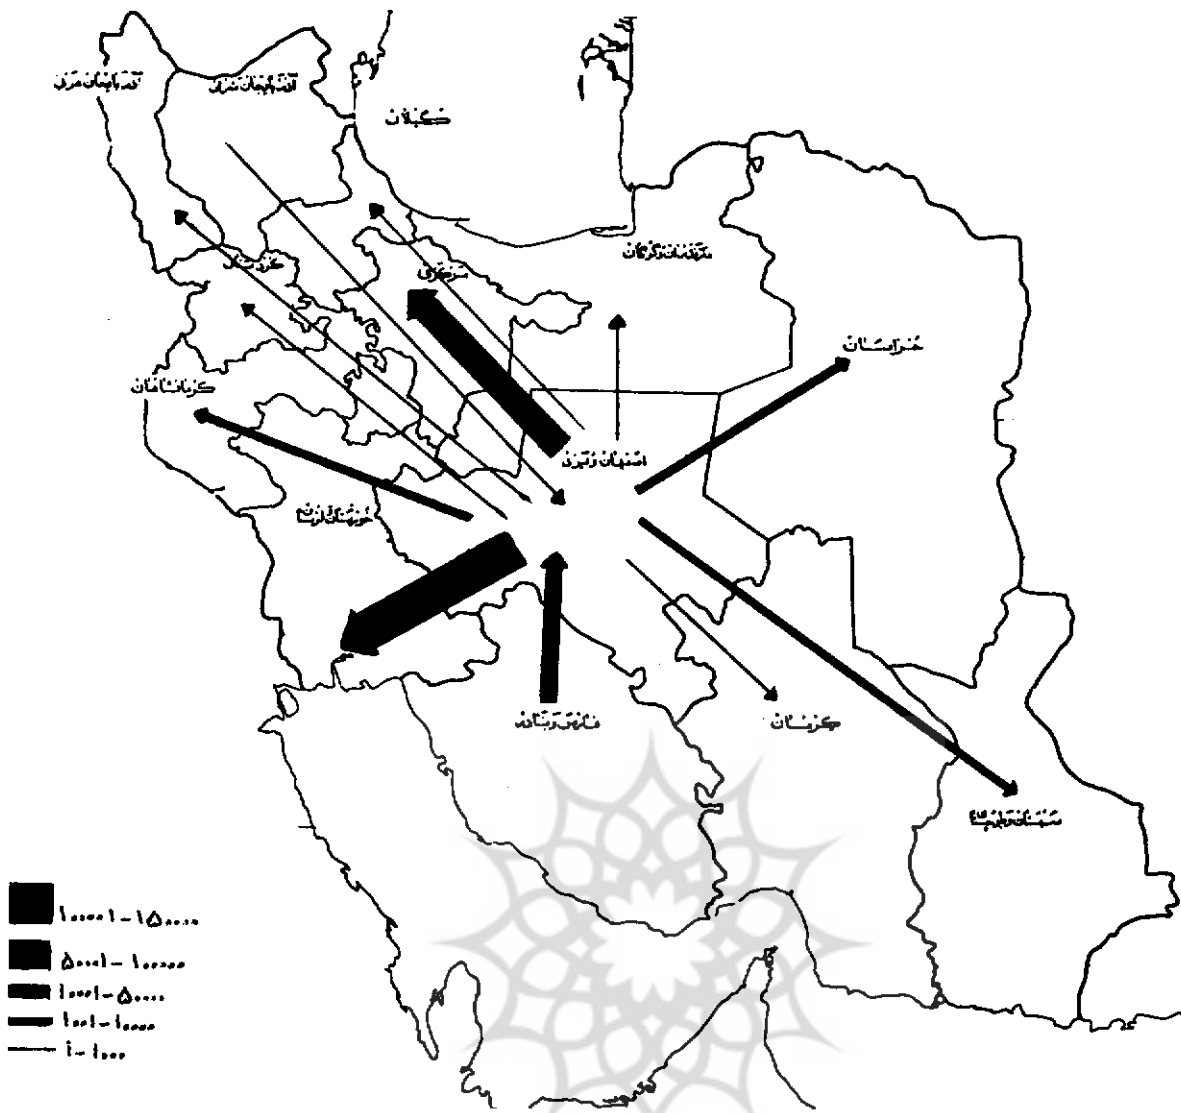 آذربایجان غربی
آذربایجان شرقی
گیلان
مازندران و گرگان
کردستان
مرکزی
خراسان
کرمانشاهان
اصفهان و یزد
خوزستان و لرستان
فارس و بنادر
کرمان
سیستان و بلوچستان
۱۰۰۰۰۱ - ۱۵۰۰۰۰
۵۰۰۰۱ - ۱۰۰۰۰۰
۱۰۰۰۱ - ۵۰۰۰۰
۱۰۰۱ - ۱۰۰۰۰
۱ - ۱۰۰۰